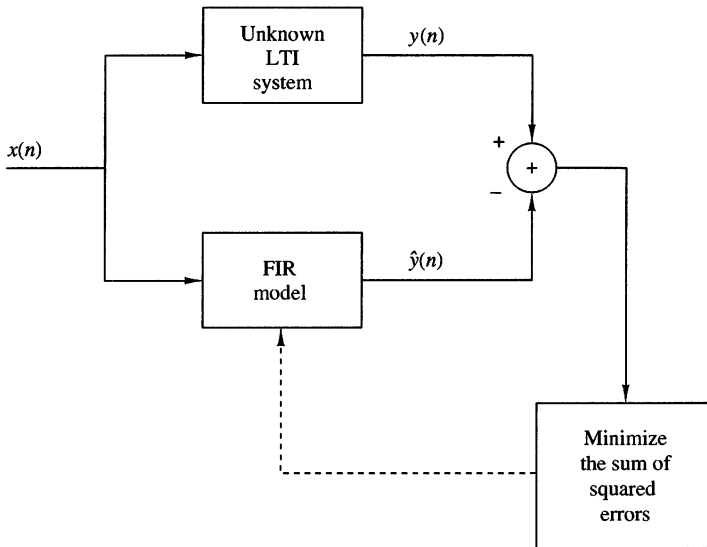 Unknown
LTI
system
y(n)
x(n)
+
+
−
FIR
model
ŷ(n)
Minimize
the sum of
squared
errors